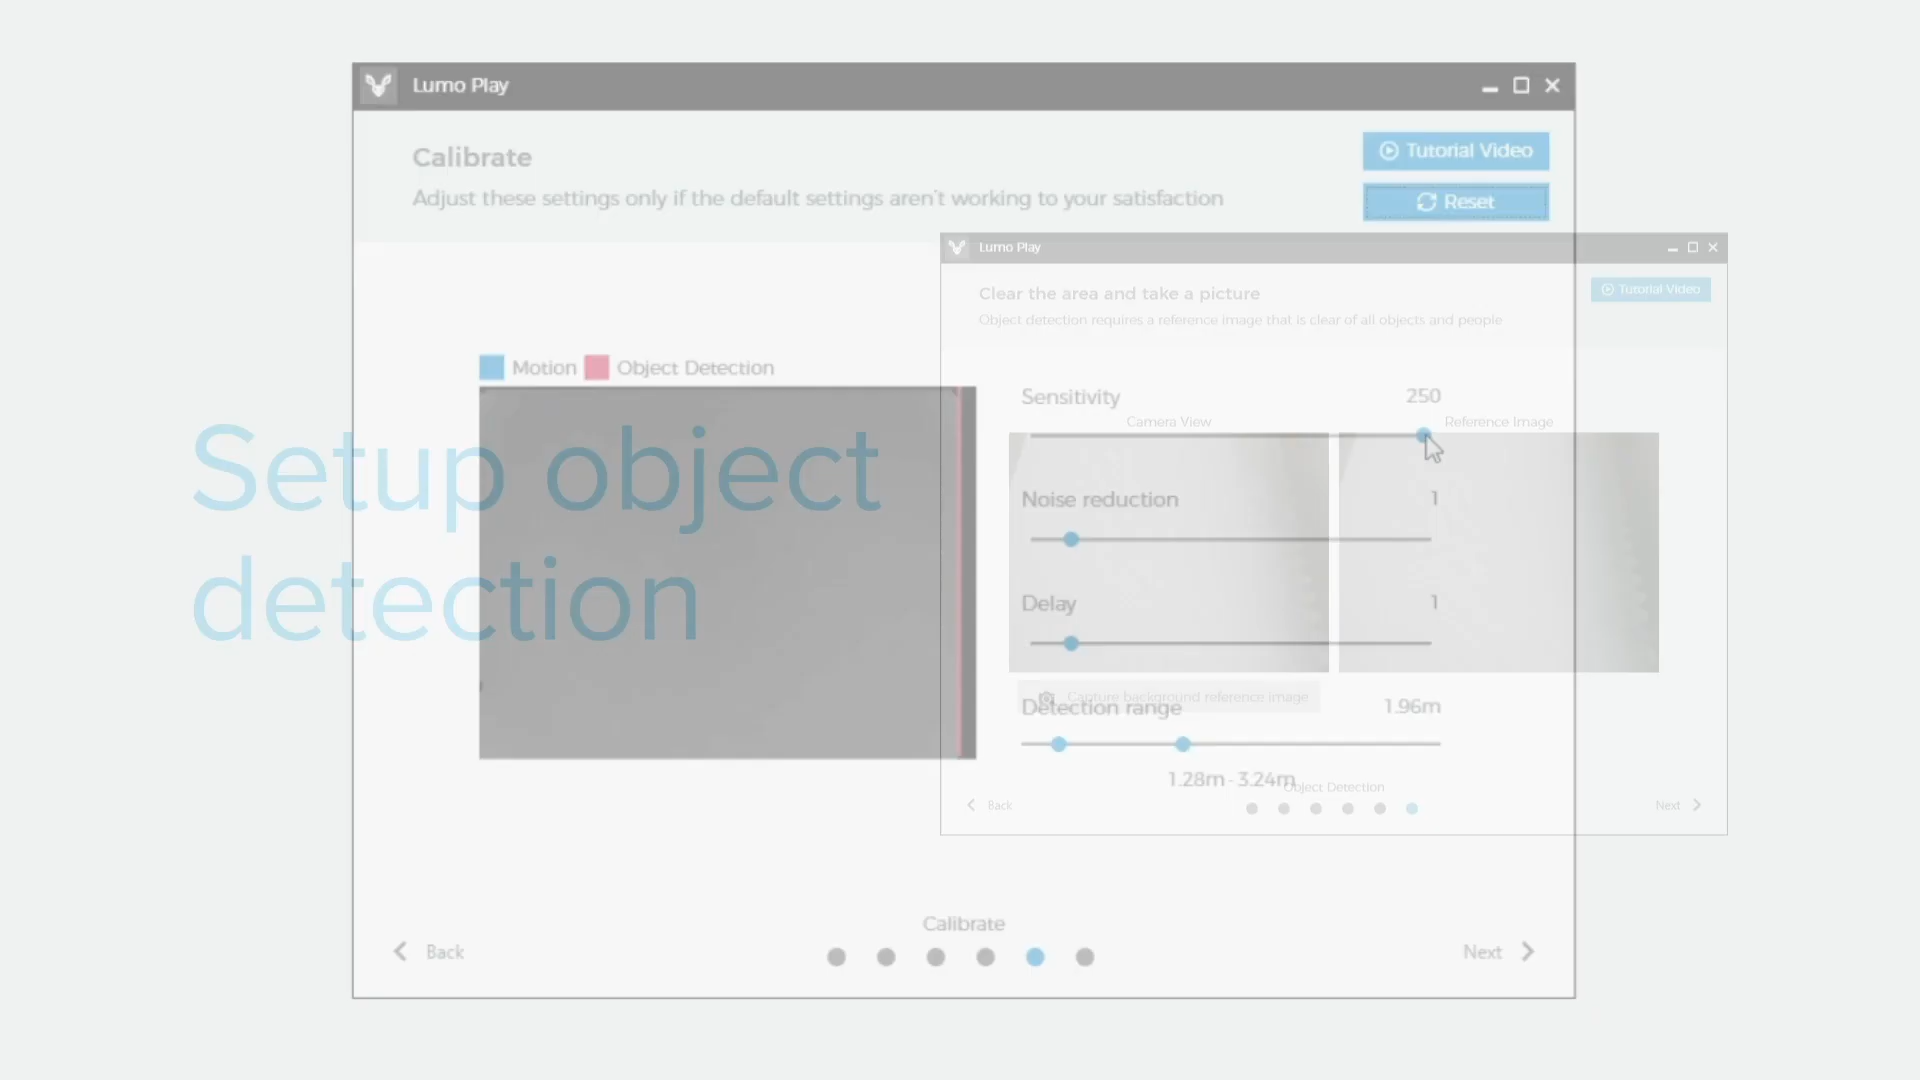 Lumo Play
Calibrate
Adjust these settings only if the default settings aren't working to your satisfaction
Tutorial Video
Reset
Motion
Object Detection
Sensitivity 250
Noise reduction 1
Delay 1
Detection range 1.96m
1.28m - 3.24m
Calibrate
Back
Next
Setup object
detection
Lumo Play
Clear the area and take a picture
Object detection requires a reference image that is clear of all objects and people
Tutorial Video
Camera View
Reference Image
Capture background reference image
Object Detection
Back
Next